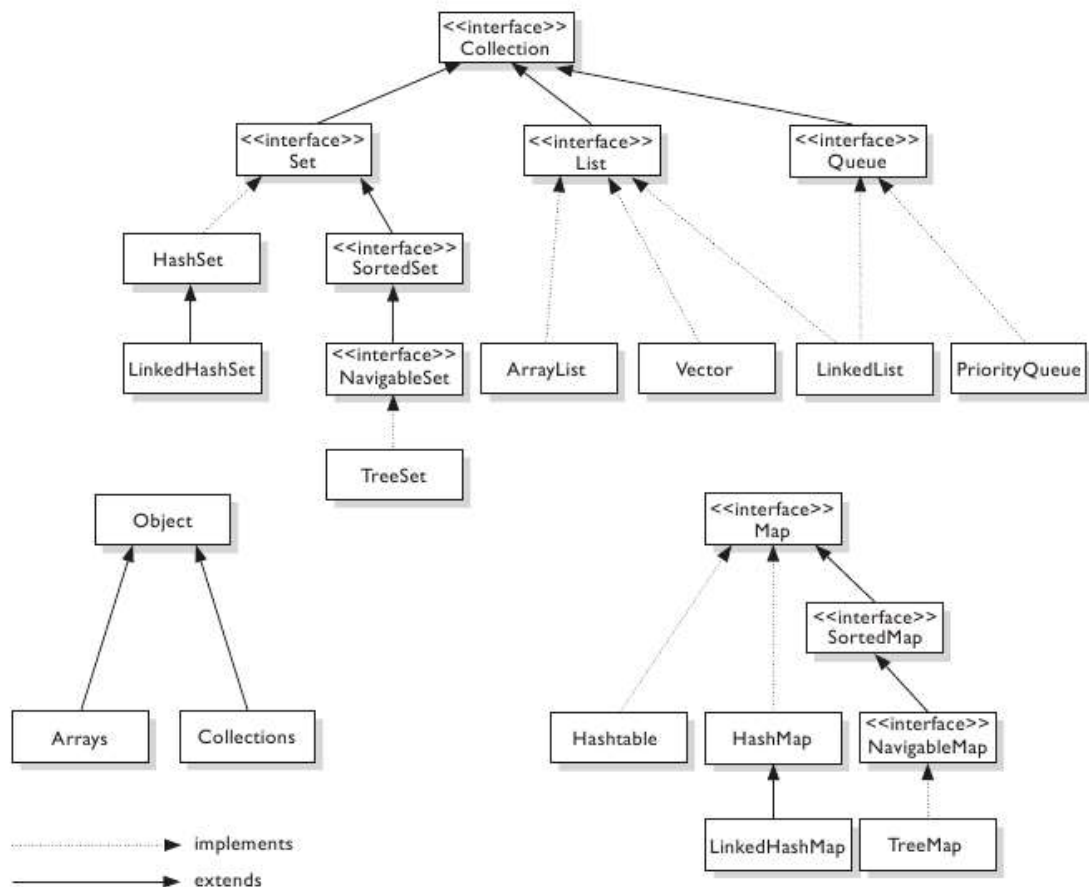 <<interface>>
Collection
<<interface>>
Set
<<interface>>
List
<<interface>>
Queue
HashSet
<<interface>>
SortedSet
LinkedHashSet
<<interface>>
NavigableSet
ArrayList
Vector
LinkedList
PriorityQueue
TreeSet
Object
<<interface>>
Map
<<interface>>
SortedMap
Arrays
Collections
Hashtable
HashMap
<<interface>>
NavigableMap
implements
LinkedHashMap
TreeMap
extends